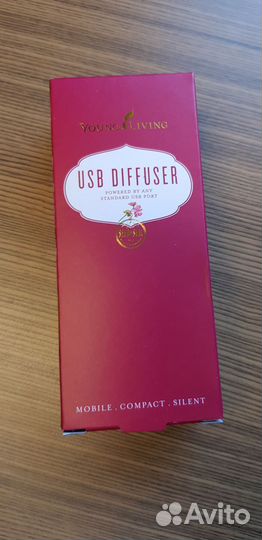 YOUNG LIVING
USB DIFFUSER
POWERED BY ANY
STANDARD USB PORT
MOBILE . COMPACT . SILENT
Avito